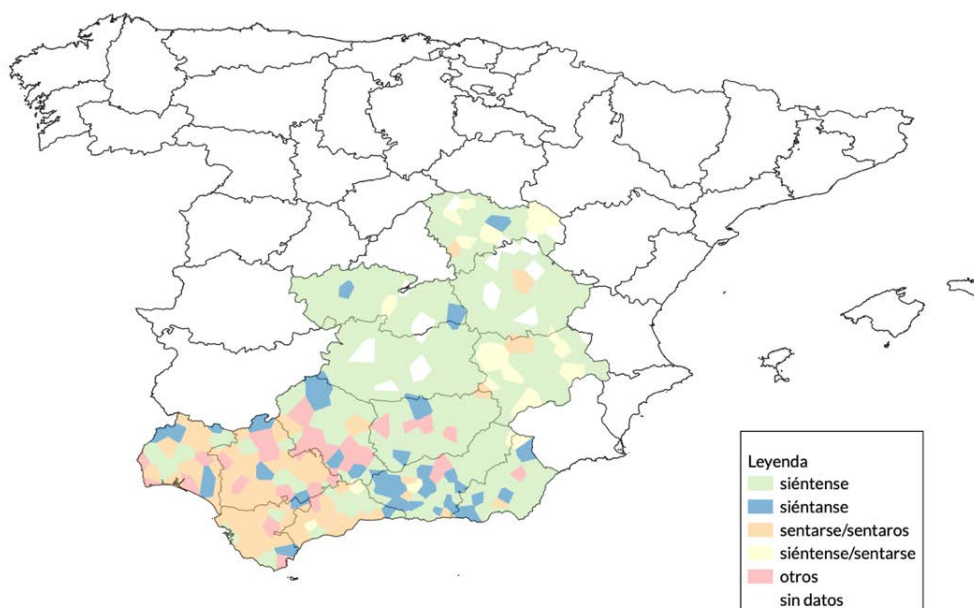 Leyenda
siéntense
siéntanse
sentarse/sentaros
siéntense/sentarse
otros
sin datos